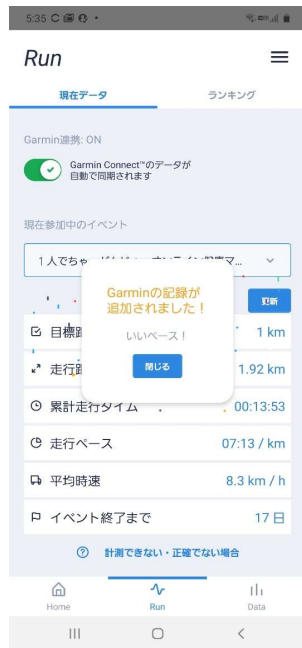 5:35
Run
現在データ
ランキング
Garmin連携: ON
Garmin Connect™のデータが
自動で同期されます
現在参加中のイベント
1人でちゃ
Garminの記録が
追加されました！
いいペース！
閉じる
更新
目標距
1 km
走行距
1.92 km
累計走行タイム
00:13:53
走行ペース
07:13 / km
平均時速
8.3 km / h
イベント終了まで
17 日
計測できない・正確でない場合
Home
Run
Data